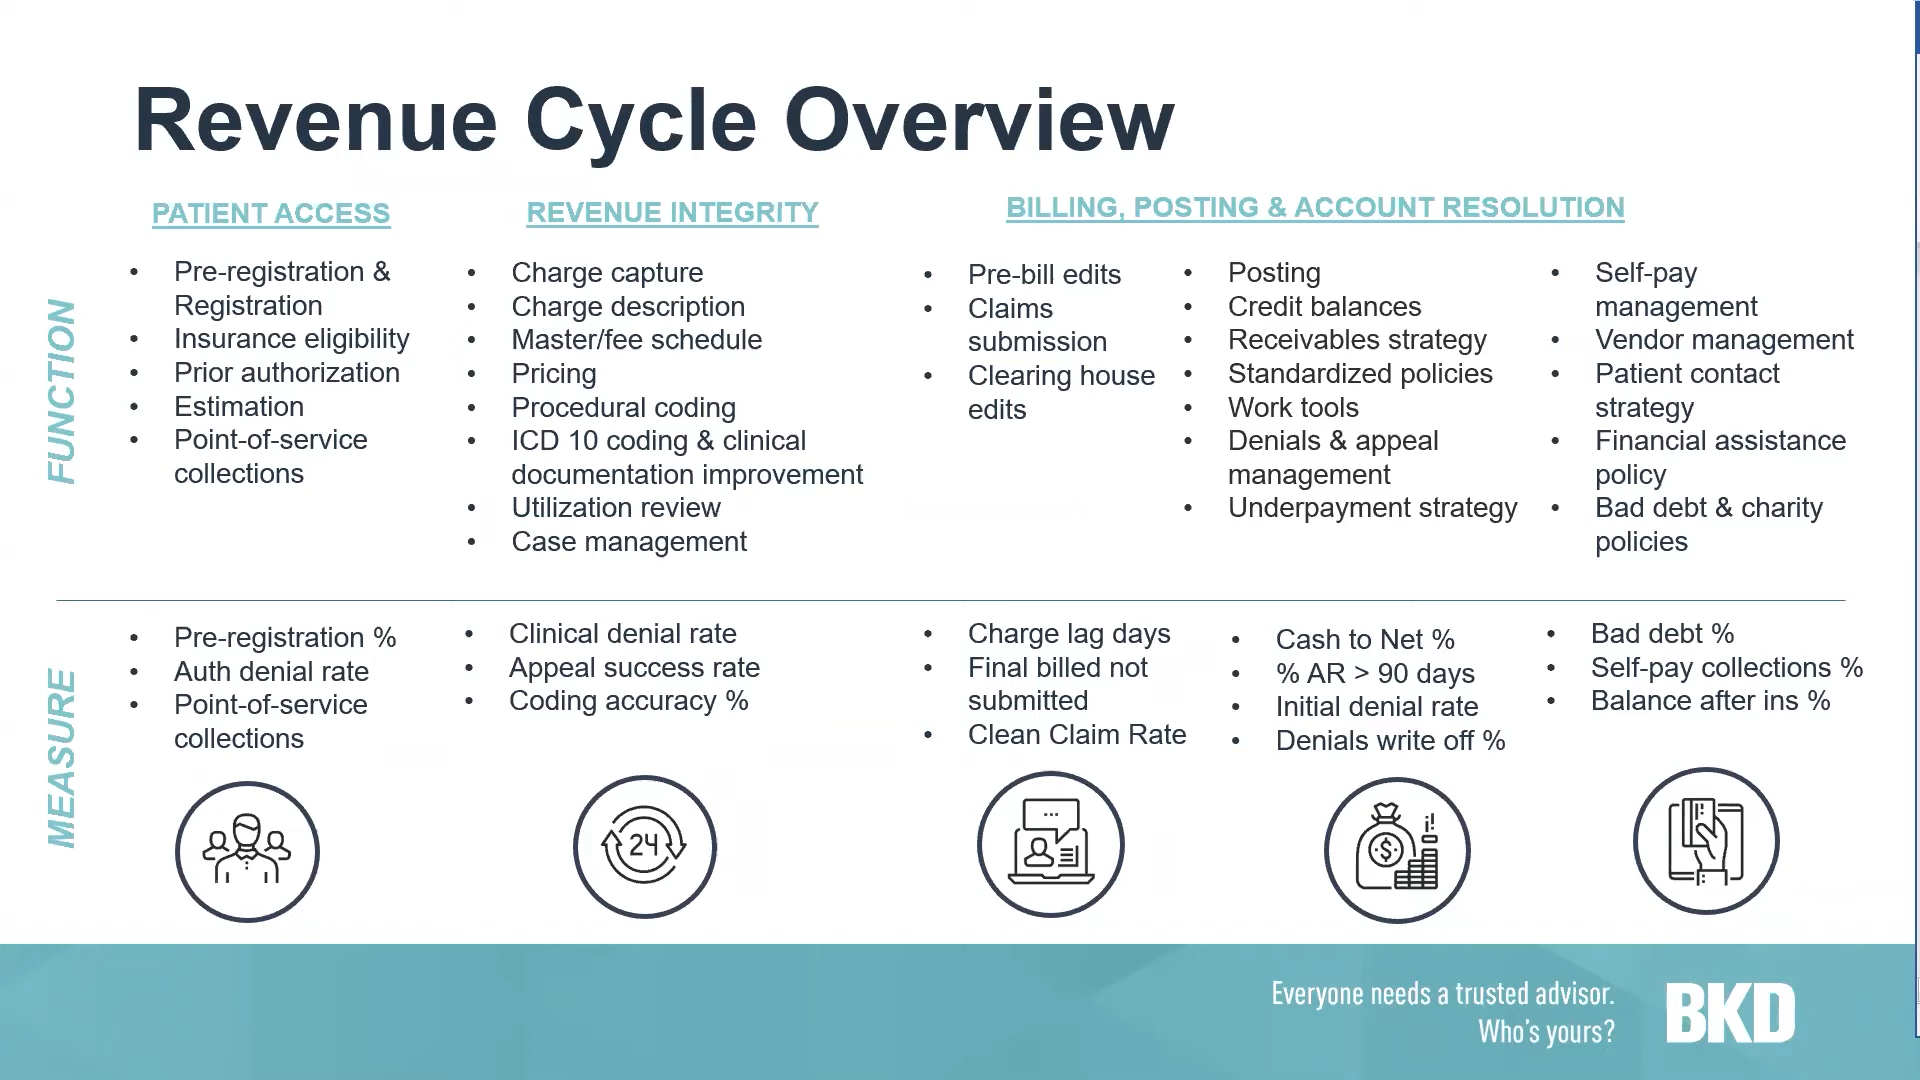 Revenue Cycle Overview
PATIENT ACCESS
REVENUE INTEGRITY
BILLING, POSTING & ACCOUNT RESOLUTION
FUNCTION
• Pre-registration &
Registration
• Insurance eligibility
• Prior authorization
• Estimation
• Point-of-service
collections
• Charge capture
• Charge description
• Master/fee schedule
• Pricing
• Procedural coding
• ICD 10 coding & clinical
documentation improvement
• Utilization review
• Case management
• Pre-bill edits
• Claims
submission
• Clearing house
edits
• Posting
• Credit balances
• Receivables strategy
• Standardized policies
• Work tools
• Denials & appeal
management
• Underpayment strategy
• Self-pay
management
• Vendor management
• Patient contact
strategy
• Financial assistance
policy
• Bad debt & charity
policies
MEASURE
• Pre-registration %
• Auth denial rate
• Point-of-service
collections
• Clinical denial rate
• Appeal success rate
• Coding accuracy %
• Charge lag days
• Final billed not
submitted
• Clean Claim Rate
• Cash to Net %
• % AR > 90 days
• Initial denial rate
• Denials write off %
• Bad debt %
• Self-pay collections %
• Balance after ins %
24
$
Everyone needs a trusted advisor.
Who's yours?
BKD